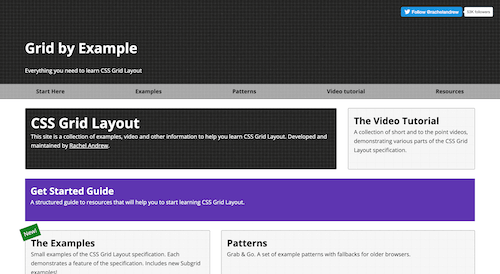 Follow @rachelandrew
Grid by Example
Everything you need to learn CSS Grid Layout
Start Here
Examples
Patterns
Video tutorial
Resources
CSS Grid Layout
This site is a collection of examples, video and other information to help you learn CSS Grid Layout. Developed and
maintained by Rachel Andrew.
The Video Tutorial
A collection of short and to the point videos,
demonstrating various parts of the CSS Grid
Layout specification.
Get Started Guide
A structured guide to resources that will help you to start learning CSS Grid Layout.
New!
The Examples
Small examples of the CSS Grid Layout specification. Each
demonstrates a feature of the specification. Includes new Subgrid
examples!
Patterns
Grab & Go. A set of example patterns with fallbacks for older browsers.